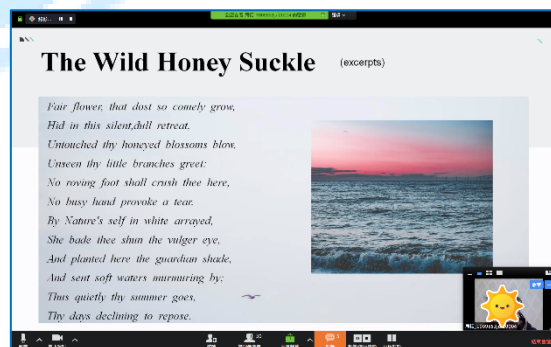 The Wild Honey Suckle (excerpts)
Fair flower, that dost so comely grow,
Hid in this silent,dull retreat.
Untouched thy honeyed blossoms blow,
Unseen thy little branches greet:
No roving foot shall crush thee here,
No busy hand provoke a tear.
By Nature's self in white arrayed,
She bade thee shun the vulger eye,
And planted here the guardian shade,
And sent soft waters murmuring by;
Thus quietly thy summer goes,
Thy days declining to repose.